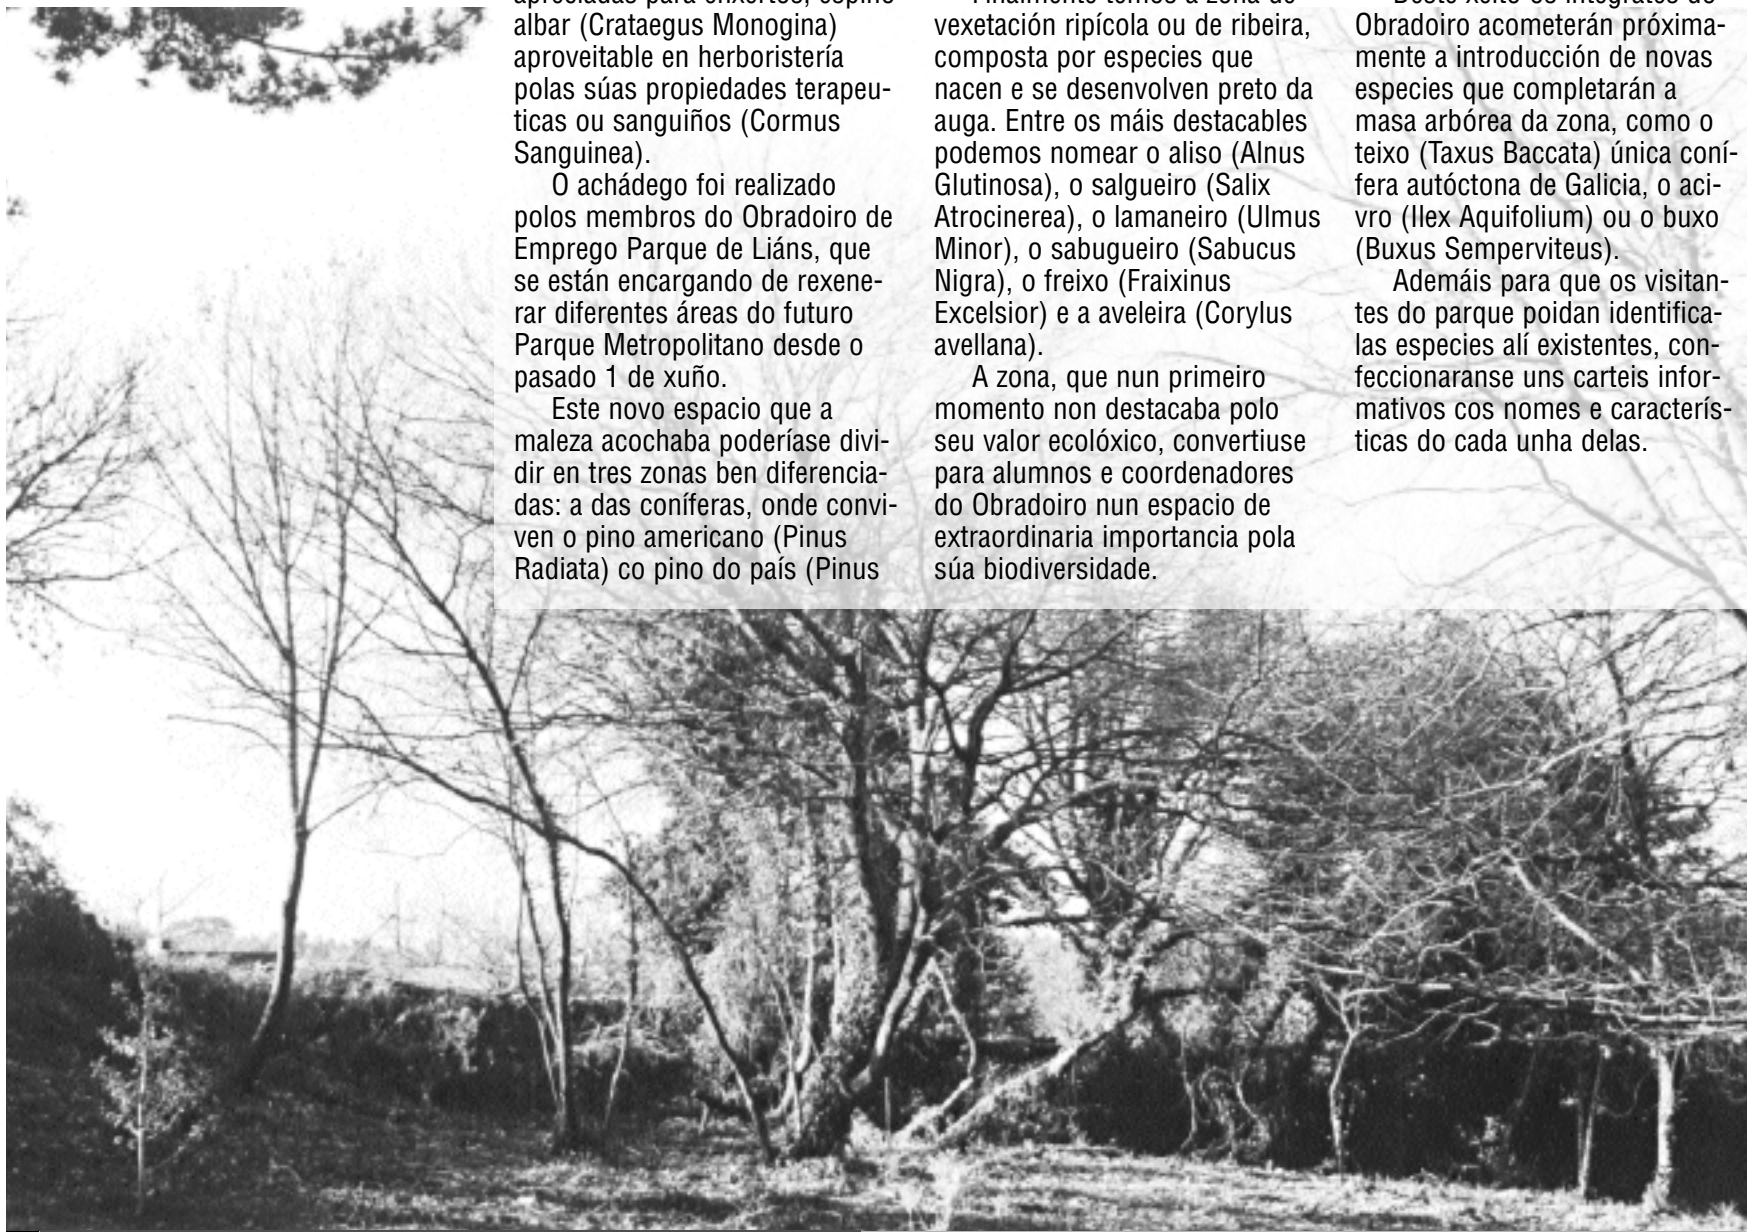 albar (Crataegus Monogina)
aproveitable en herboristería
polas súas propiedades terapeu-
ticas ou sanguiños (Cormus
Sanguinea).
O achádego foi realizado
polos membros do Obradoiro de
Emprego Parque de Liáns, que
se están encargando de rexene-
rar diferentes áreas do futuro
Parque Metropolitano desde o
pasado 1 de xuño.
Este novo espacio que a
maleza acochaba poderíase divi-
dir en tres zonas ben diferencia-
das: a das coníferas, onde convi-
ven o pino americano (Pinus
Radiata) co pino do país (Pinus
vexetación ripícola ou de ribeira,
composta por especies que
nacen e se desenvolven preto da
auga. Entre os máis destacables
podemos nomear o aliso (Alnus
Glutinosa), o salgueiro (Salix
Atrocinerea), o lamaneiro (Ulmus
Minor), o sabugueiro (Sabucus
Nigra), o freixo (Fraixinus
Excelsior) e a aveleira (Corylus
avellana).
A zona, que nun primeiro
momento non destacaba polo
seu valor ecolóxico, convertiuse
para alumnos e coordenadores
do Obradoiro nun espacio de
extraordinaria importancia pola
súa biodiversidade.
Obradoiro acometerán próxima-
mente a introducción de novas
especies que completarán a
masa arbórea da zona, como o
teixo (Taxus Baccata) única coní-
fera autóctona de Galicia, o aci-
vro (Ilex Aquifolium) ou o buxo
(Buxus Semperviteus).
Ademáis para que os visitan-
tes do parque poidan identifica-
las especies alí existentes, con-
feccionaranse uns carteis infor-
mativos cos nomes e caracterís-
ticas do cada unha delas.